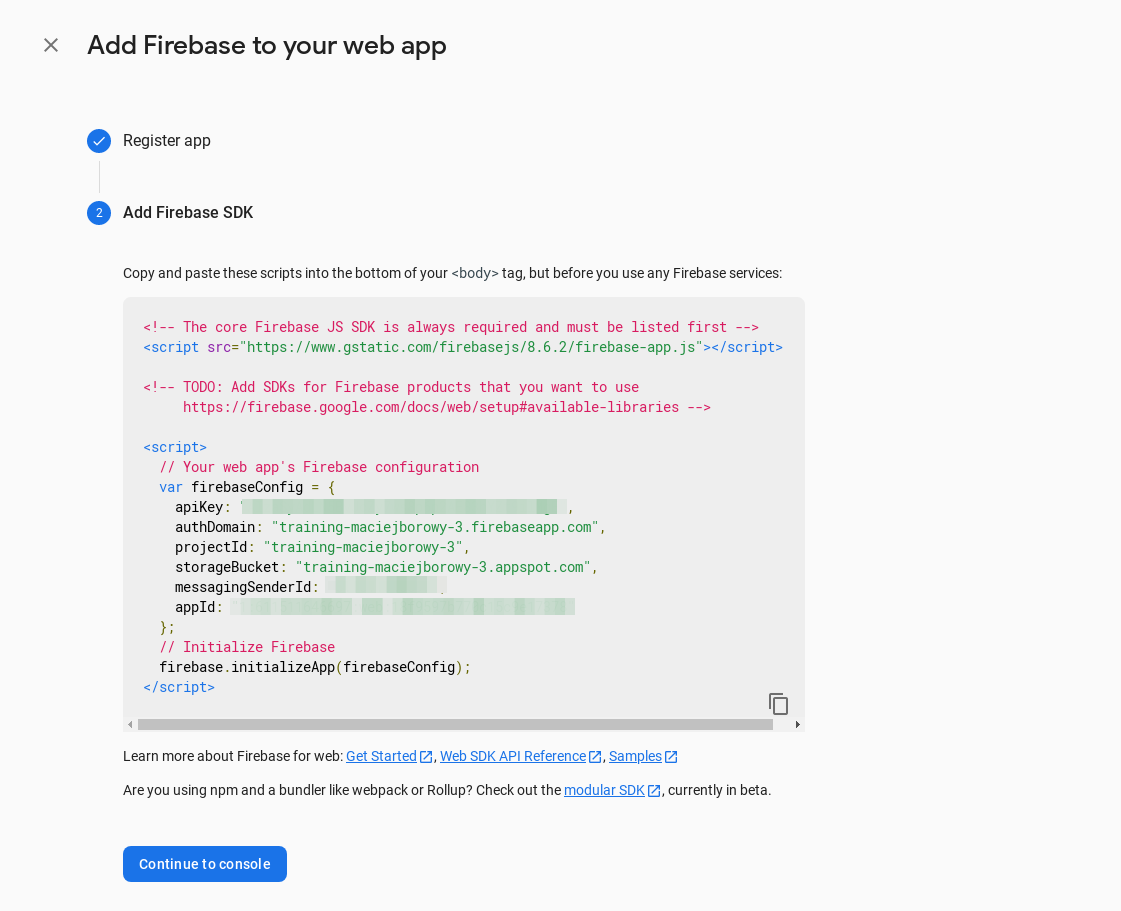 Add Firebase to your web app
Register app
2 Add Firebase SDK
Copy and paste these scripts into the bottom of your <body> tag, but before you use any Firebase services:
<!-- The core Firebase JS SDK is always required and must be listed first -->
<script src="https://www.gstatic.com/firebasejs/8.6.2/firebase-app.js"></script>
<!-- TODO: Add SDKs for Firebase products that you want to use
https://firebase.google.com/docs/web/setup#available-libraries -->
<script>
// Your web app's Firebase configuration
var firebaseConfig = {
apiKey: ",
authDomain: "training-maciejborowy-3.firebaseapp.com",
projectId: "training-maciejborowy-3",
storageBucket: "training-maciejborowy-3.appspot.com",
messagingSenderId:
appId:
};
// Initialize Firebase
firebase.initializeApp(firebaseConfig);
</script>
Learn more about Firebase for web: Get Started, Web SDK API Reference, Samples
Are you using npm and a bundler like webpack or Rollup? Check out the modular SDK, currently in beta.
Continue to console